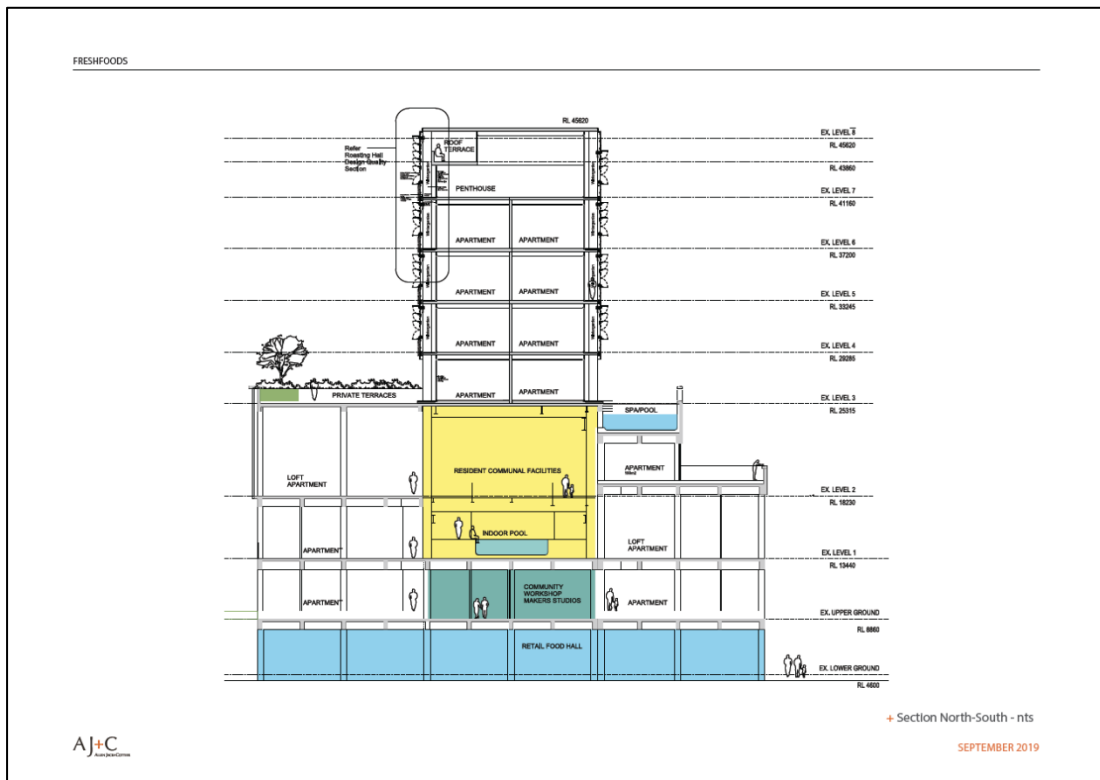 FRESHFOODS
RL 45620
EX. LEVEL 8
RL 45620
Refer
Roasting Hall
Design Quality
Section
ROOF
TERRACE
RL 43860
PENTHOUSE
EX. LEVEL 7
RL 41160
APARTMENT
APARTMENT
EX. LEVEL 6
RL 37200
APARTMENT
APARTMENT
EX. LEVEL 5
RL 33245
APARTMENT
APARTMENT
EX. LEVEL 4
RL 29285
APARTMENT
APARTMENT
PRIVATE TERRACES
EX. LEVEL 3
RL 25315
SPA/POOL
RESIDENT COMMUNAL FACILITIES
APARTMENT
LOFT
APARTMENT
EX. LEVEL 2
RL 18230
INDOOR POOL
LOFT
APARTMENT
APARTMENT
EX. LEVEL 1
RL 13440
COMMUNITY
WORKSHOP
MAKERS STUDIOS
APARTMENT
APARTMENT
EX. UPPER GROUND
RL 8860
RETAIL FOOD HALL
EX. LOWER GROUND
RL 4600
+ Section North-South - nts
AJ+C
SEPTEMBER 2019